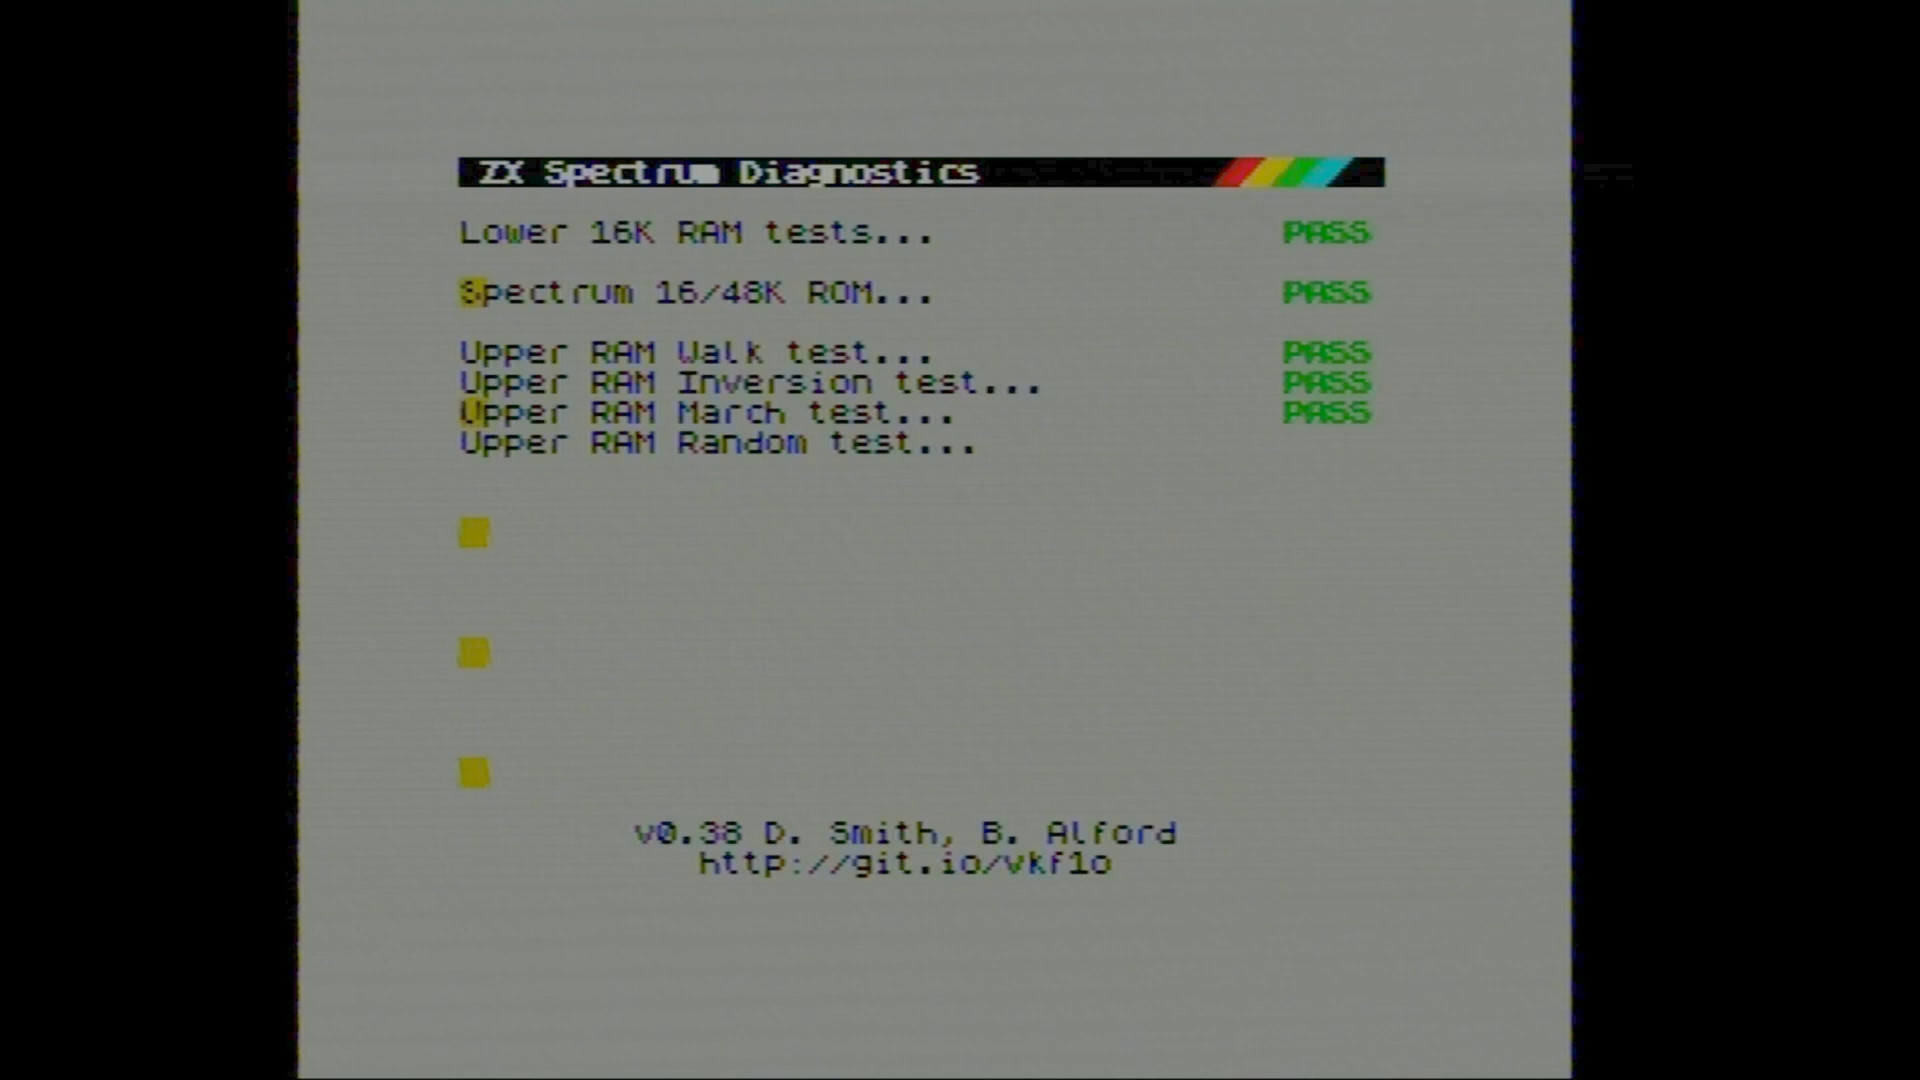 ZX Spectrum Diagnostics
Lower 16K RAM tests... PASS
Spectrum 16/48K ROM... PASS
Upper RAM Walk test... PASS
Upper RAM Inversion test... PASS
Upper RAM March test... PASS
Upper RAM Random test...
v0.38 D. Smith, B. Alford
http://git.io/vkf1o